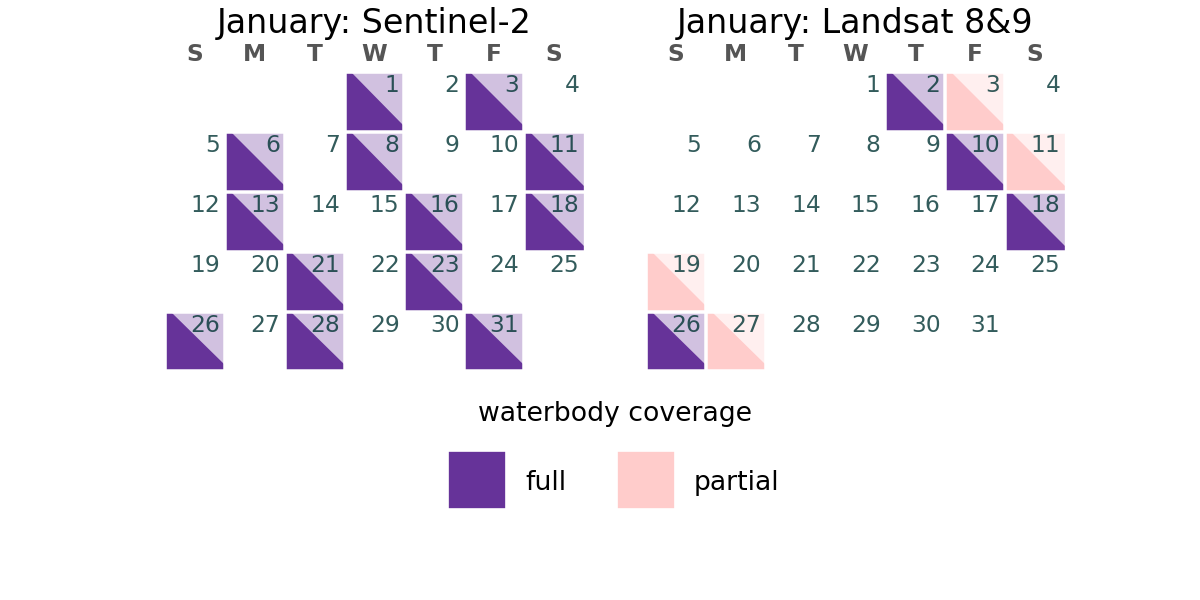 January: Sentinel-2
S M T W T F S
1 2 3 4
5 6 7 8 9 10 11
12 13 14 15 16 17 18
19 20 21 22 23 24 25
26 27 28 29 30 31
January: Landsat 8&9
S M T W T F S
1 2 3 4
5 6 7 8 9 10 11
12 13 14 15 16 17 18
19 20 21 22 23 24 25
26 27 28 29 30 31
waterbody coverage
full partial